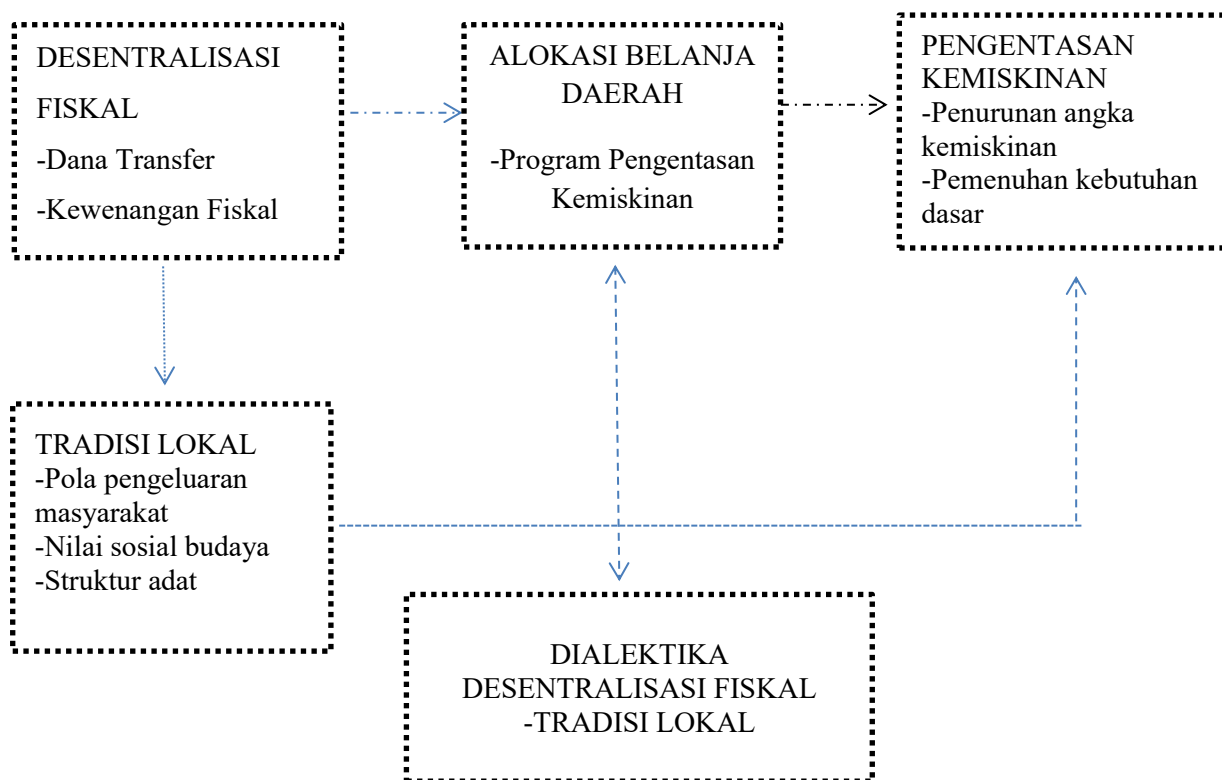 DESENTRALISASI
FISKAL
-Dana Transfer
-Kewenangan Fiskal
ALOKASI BELANJA
DAERAH
-Program Pengentasan
Kemiskinan
PENGENTASAN
KEMISKINAN
-Penurunan angka
kemiskinan
-Pemenuhan kebutuhan
dasar
TRADISI LOKAL
-Pola pengeluaran
masyarakat
-Nilai sosial budaya
-Struktur adat
DIALEKTIKA
DESENTRALISASI FISKAL
-TRADISI LOKAL